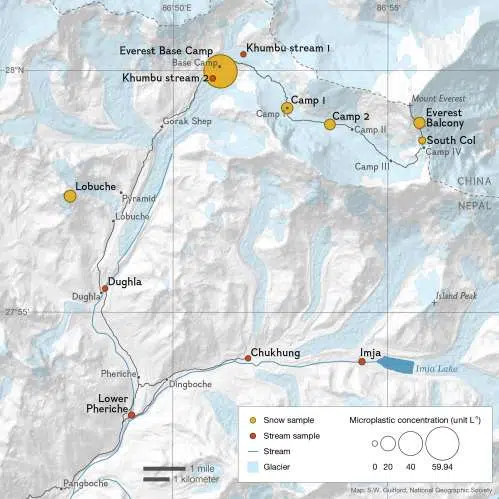 86°50'E
86°55'E
Everest Base Camp
Khumbu stream 1
Base Camp
28°N
Khumbu stream 2
Mount Everest
Camp 1
Camp I
Camp 2
Camp II
Everest
Balcony
Gorak Shep
South Col
Camp IV
Camp III
CHINA
NEPAL
Lobuche
Pyramid
Lobuche
Dughla
Dughla
Island Peak
27°55'
Chukhung
Imja
Imja Lake
Pheriche
Dingboche
Lower
Pheriche
Pangboche
1 mile
1 kilometer
Snow sample
Stream sample
Stream
Glacier
Microplastic concentration (unit L⁻¹)
0 20 40 59.94
Map: S.W. Guilford, National Geographic Society